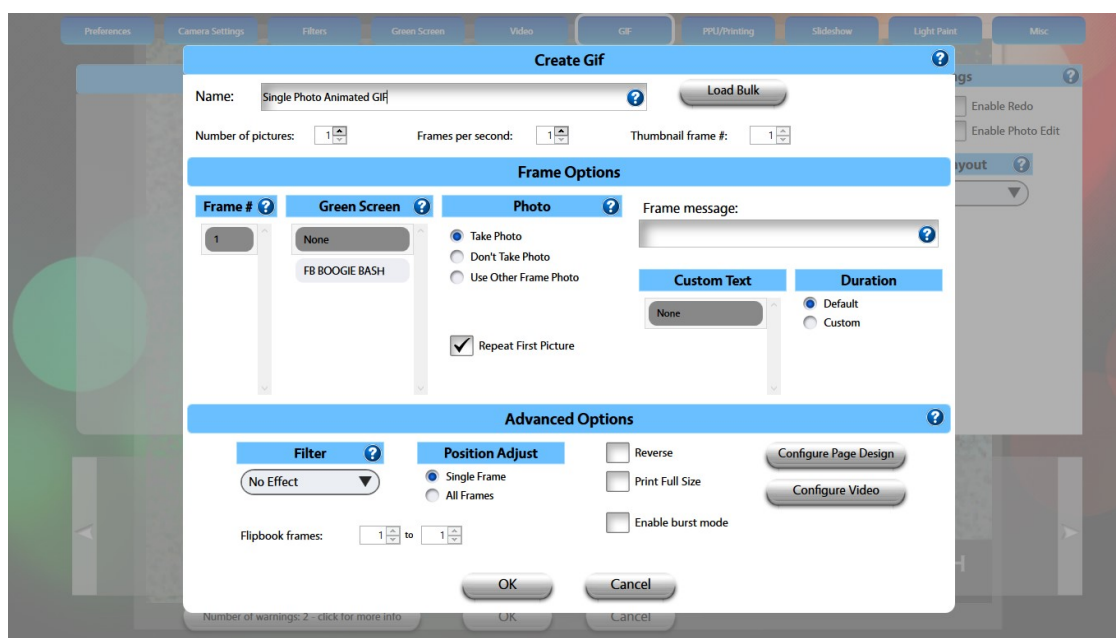 Preferences
Camera Settings
Filters
Green Screen
Video
GIF
PPU/Printing
Slideshow
Light Paint
Misc
Create Gif
Name:
Single Photo Animated GIF
Load Bulk
Number of pictures: 1
Frames per second: 1
Thumbnail frame #: 1
Frame Options
Frame #
Green Screen
Photo
Frame message:
1
None
FB BOOGIE BASH
Take Photo
Don't Take Photo
Use Other Frame Photo
Repeat First Picture
Custom Text
None
Duration
Default
Custom
Advanced Options
Filter
No Effect
Position Adjust
Single Frame
All Frames
Reverse
Print Full Size
Enable burst mode
Configure Page Design
Configure Video
Flipbook frames: 1 to 1
OK
Cancel
ngs
Enable Redo
Enable Photo Edit
ayout
H
Number of warnings: 2 - click for more info
OK
Cancel